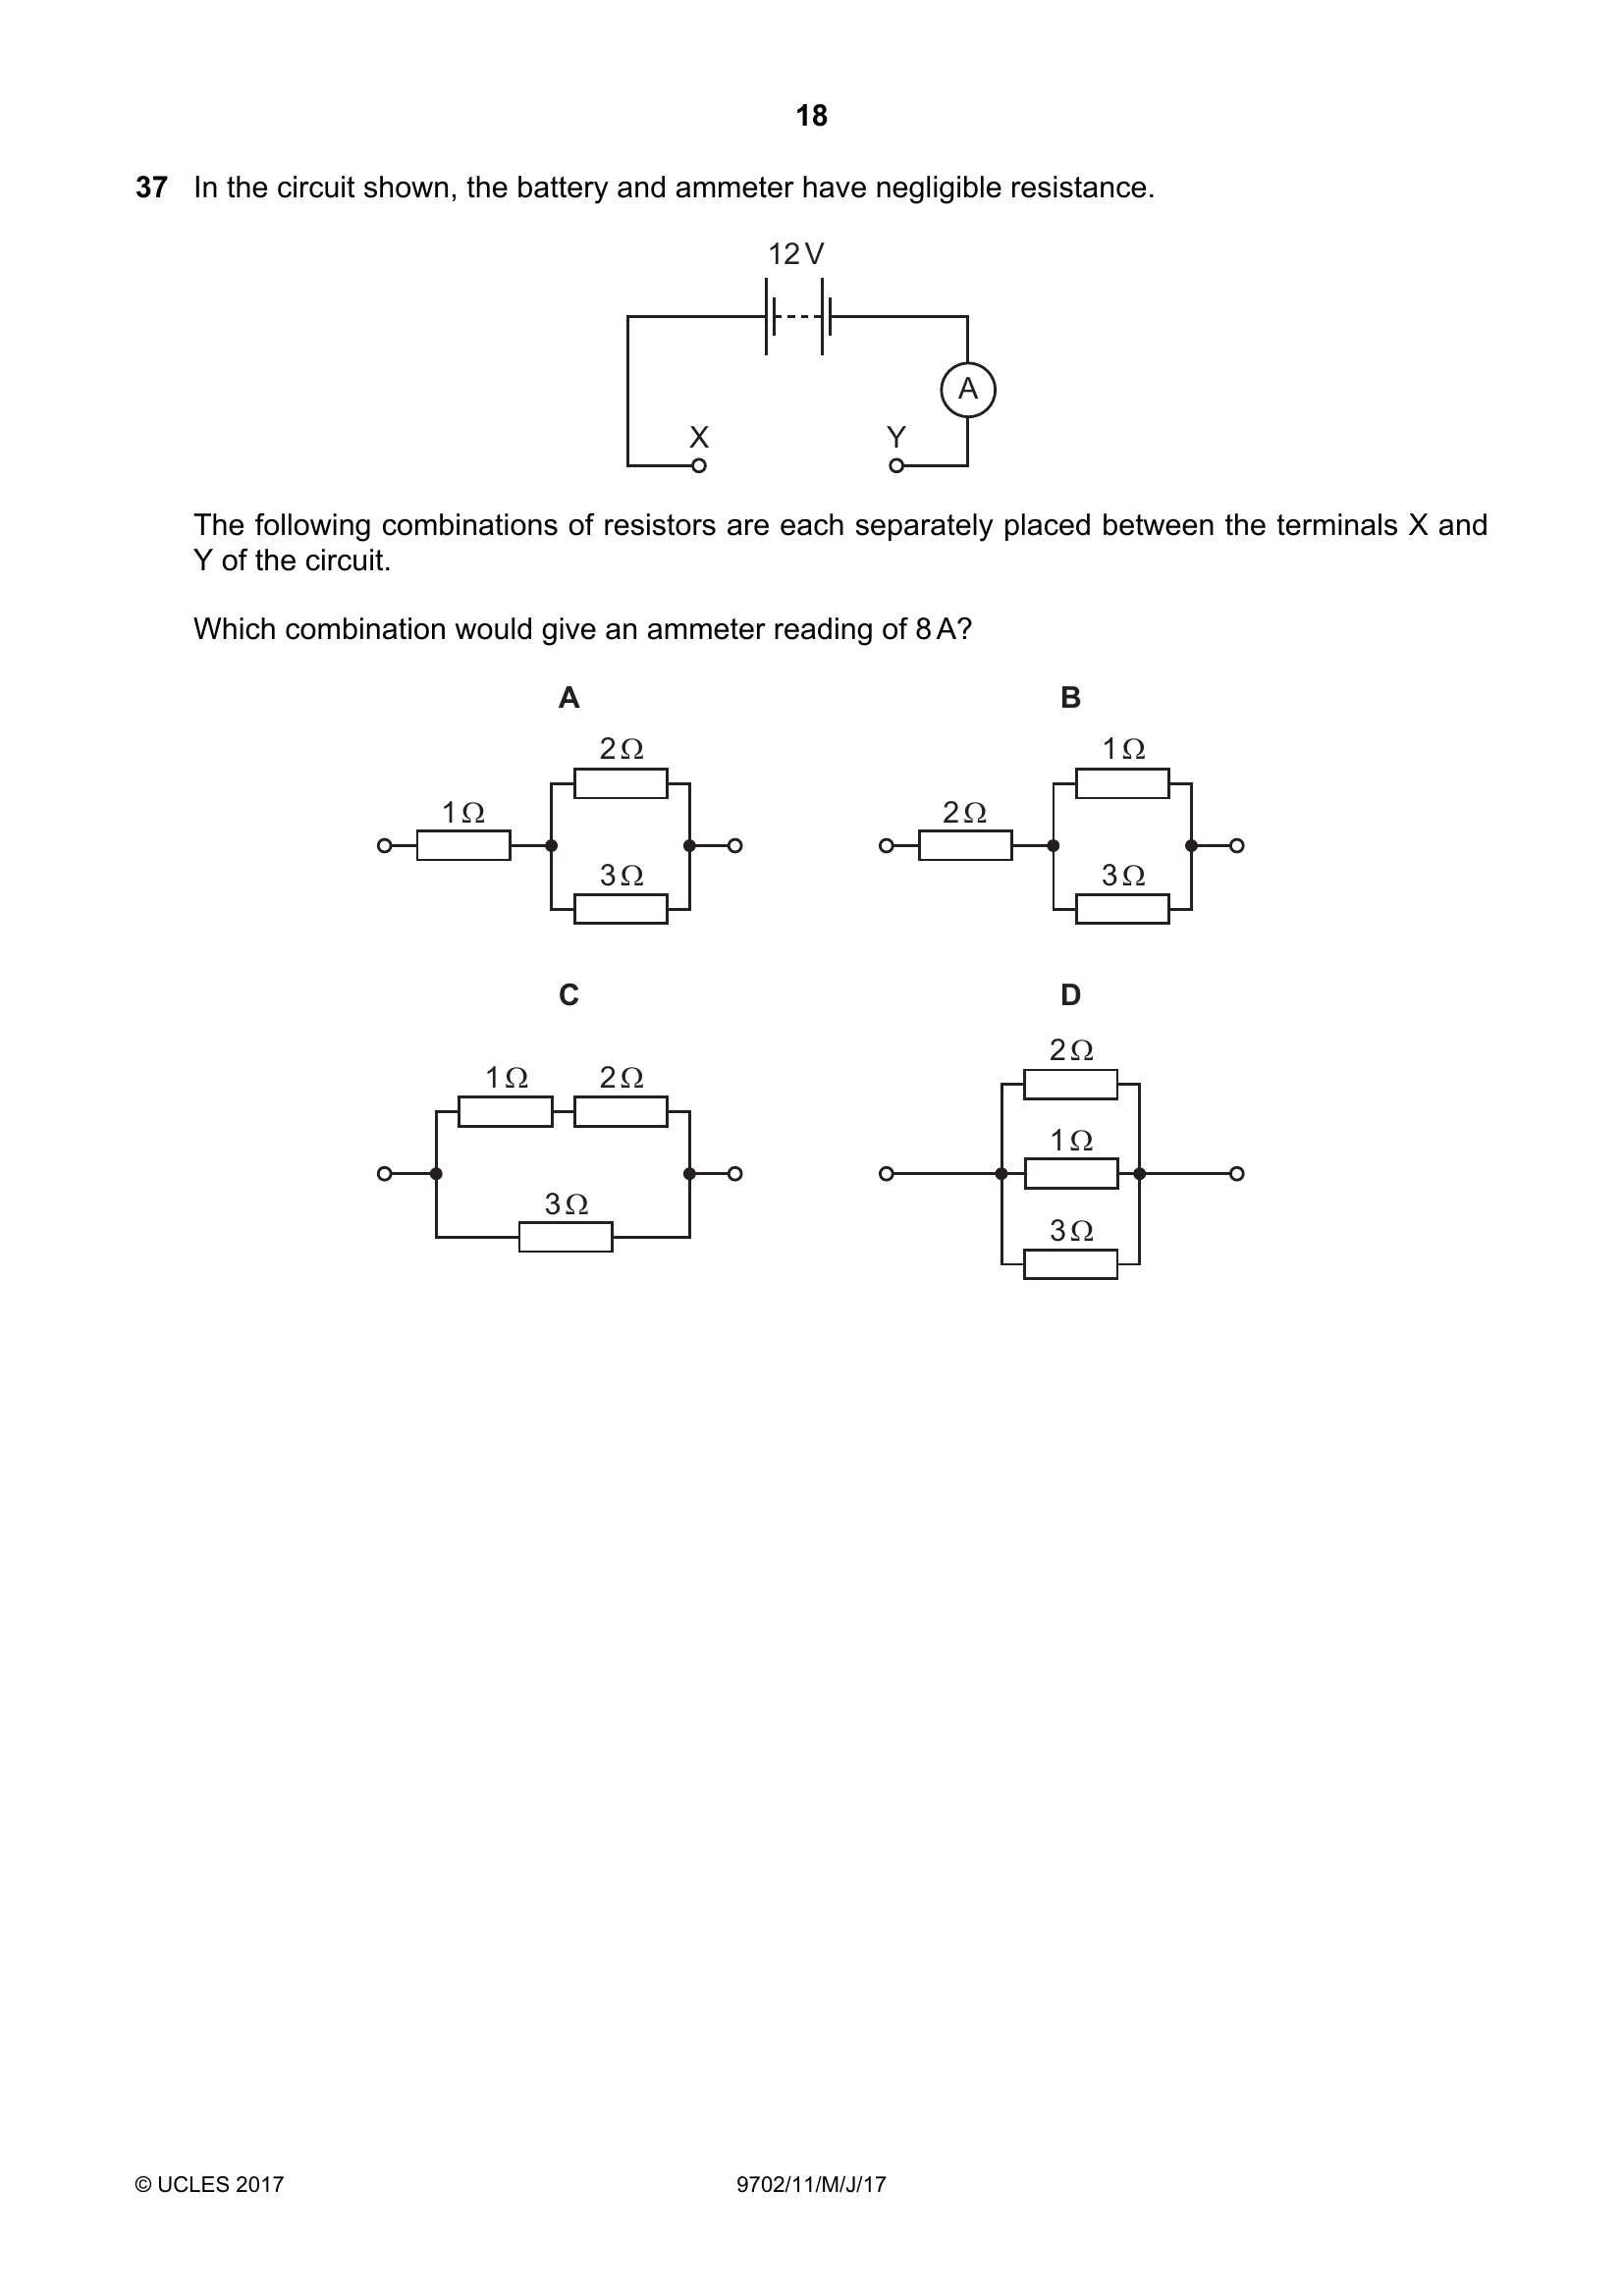 18
37 In the circuit shown, the battery and ammeter have negligible resistance.
12 V
A
X Y
The following combinations of resistors are each separately placed between the terminals X and
Y of the circuit.
Which combination would give an ammeter reading of 8 A?
A B
2 Ω 1 Ω
1 Ω 2 Ω
3 Ω 3 Ω
C D
2 Ω
1 Ω 2 Ω
1 Ω
3 Ω
3 Ω
© UCLES 2017 9702/11/M/J/17